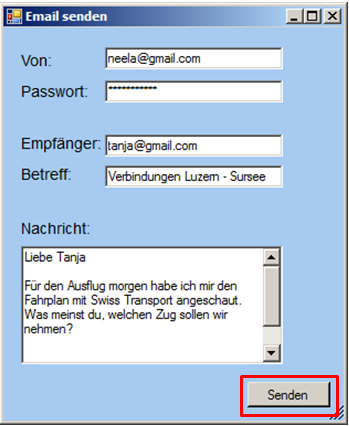 Email senden
Von: neela@gmail.com
Passwort: ***********
Empfänger: tanja@gmail.com
Betreff: Verbindungen Luzern - Sursee
Nachricht:
Liebe Tanja
Für den Ausflug morgen habe ich mir den
Fahrplan mit Swiss Transport angeschaut.
Was meinst du, welchen Zug sollen wir
nehmen?
Senden